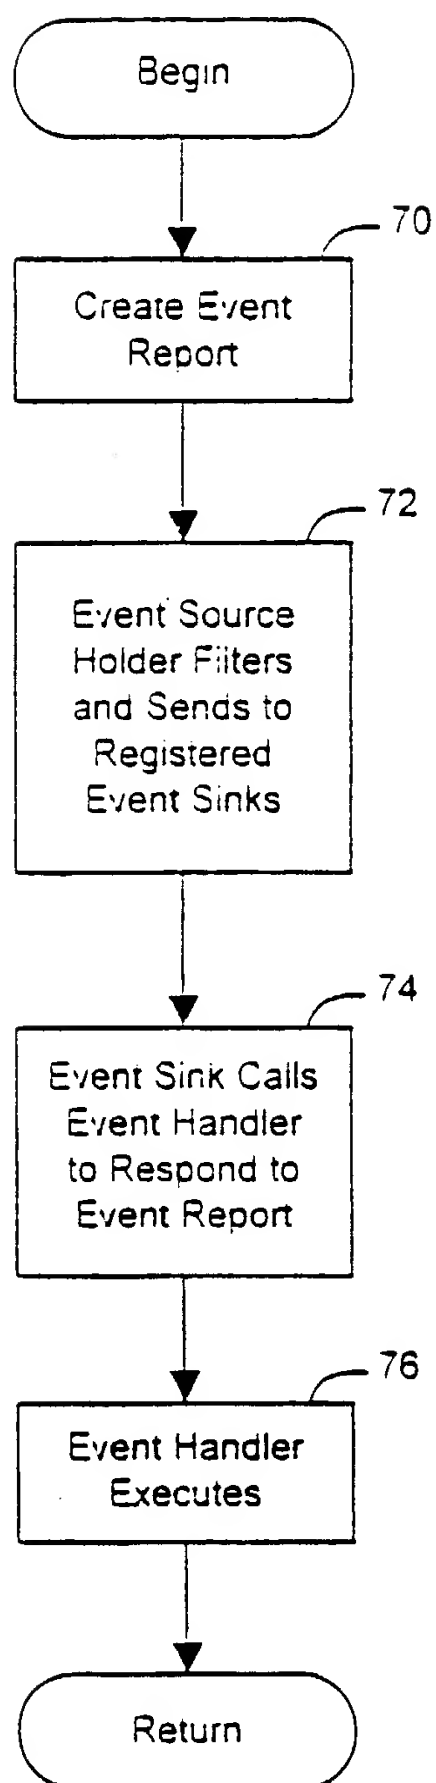 Begin
70
Create Event
Report
72
Event Source
Holder Filters
and Sends to
Registered
Event Sinks
74
Event Sink Calls
Event Handler
to Respond to
Event Report
76
Event Handler
Executes
Return